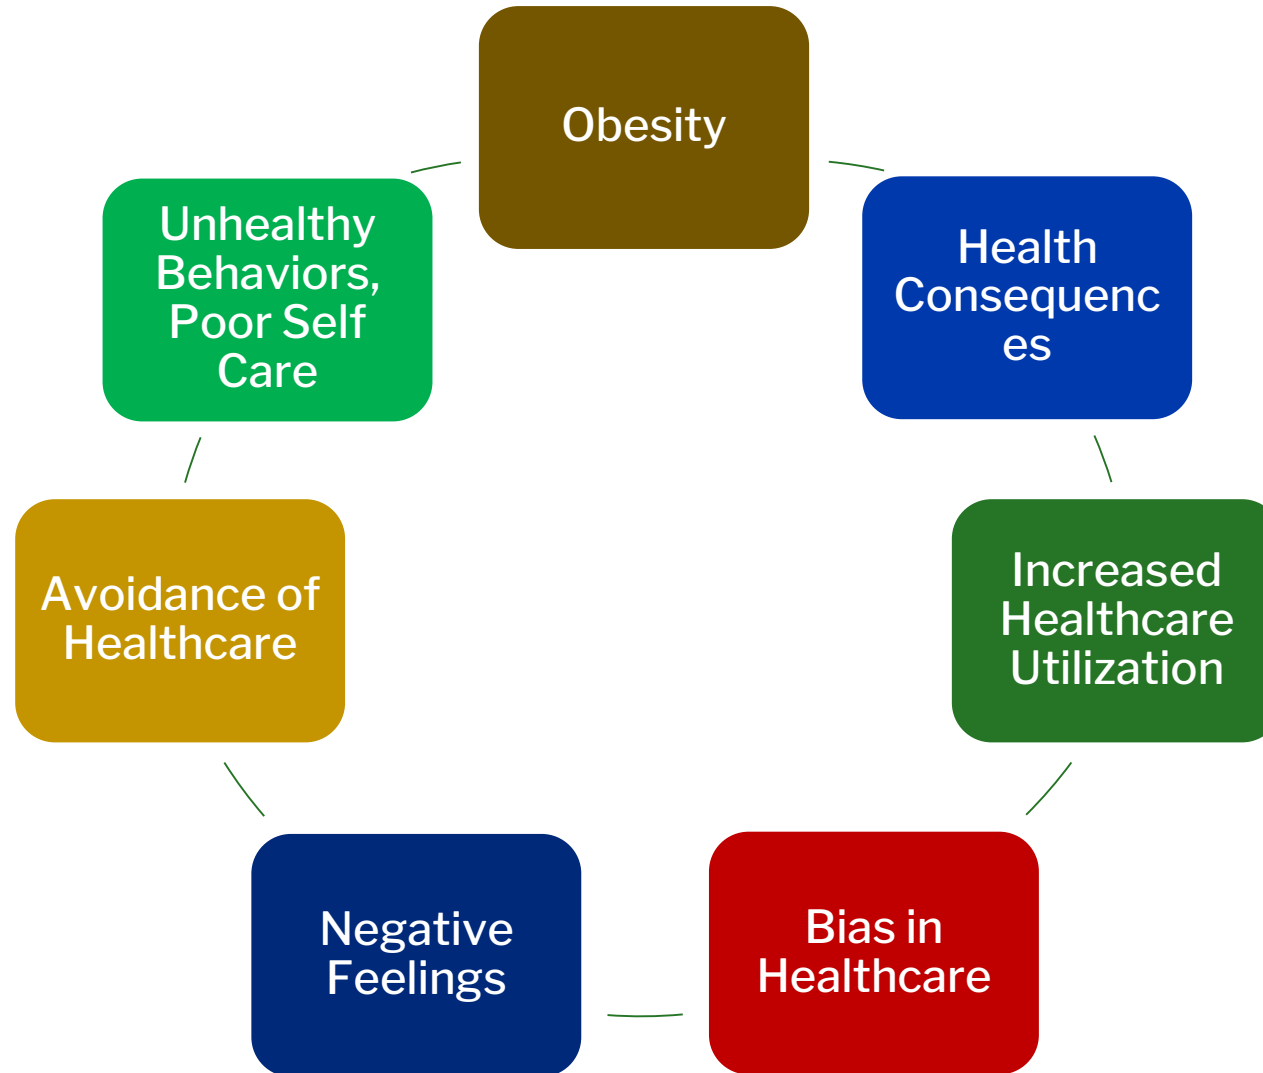 Obesity
Health
Consequenc
es
Increased
Healthcare
Utilization
Bias in
Healthcare
Negative
Feelings
Avoidance of
Healthcare
Unhealthy
Behaviors,
Poor Self
Care